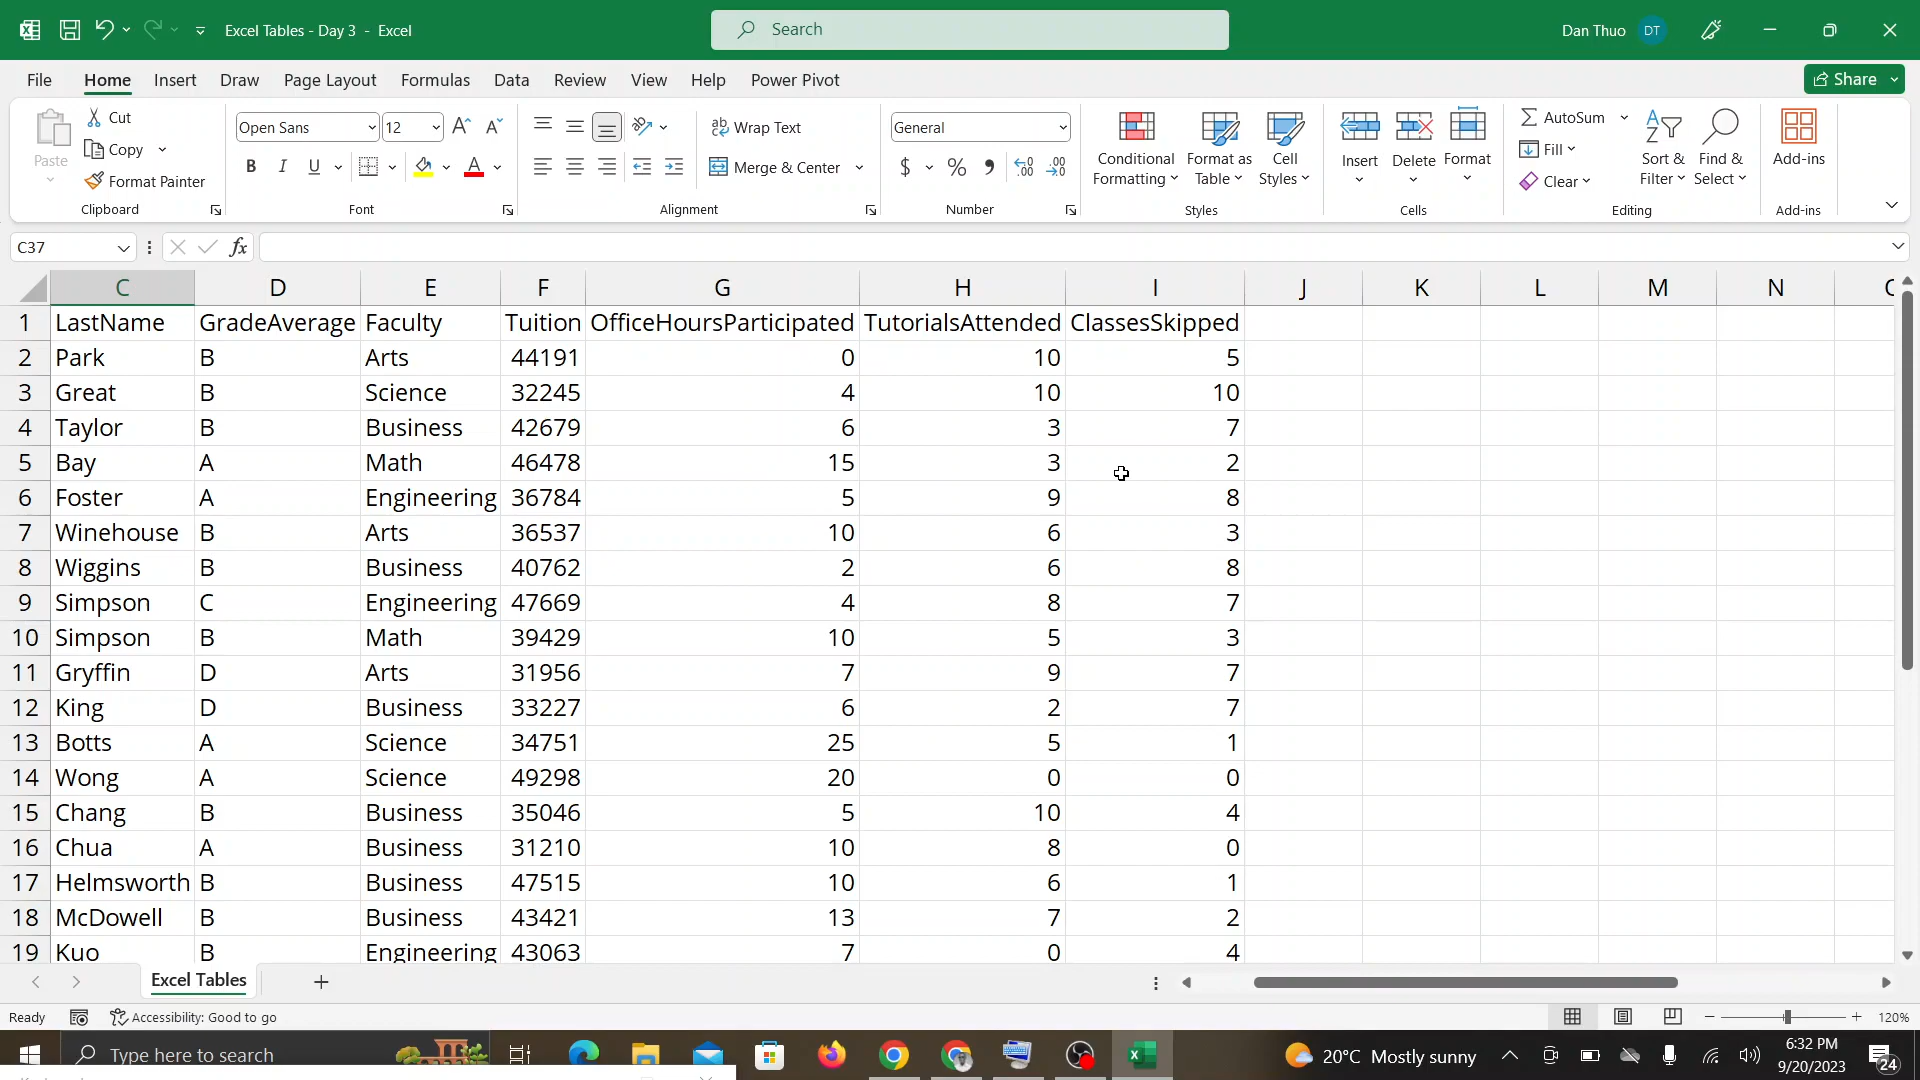 Excel Tables - Day 3 - Excel
Search
Dan Thuo DT
File Home Insert Draw Page Layout Formulas Data Review View Help Power Pivot Share
Paste
Cut
Copy
Format Painter
Clipboard
Open Sans 12
B I U
Font
Wrap Text
Merge & Center
Alignment
General
$ % 9
Number
Conditional Formatting
Format as Table
Cell Styles
Styles
Insert Delete Format
Cells
AutoSum
Fill
Clear
Sort & Filter
Find & Select
Editing
Add-ins
Add-ins
C37
fx
C D E F G H I J K L M N
1 LastName GradeAverage Faculty Tuition OfficeHoursParticipated TutorialsAttended ClassesSkipped
2 Park B Arts 44191 0 10 5
3 Great B Science 32245 4 10 10
4 Taylor B Business 42679 6 3 7
5 Bay A Math 46478 15 3 2
6 Foster A Engineering 36784 5 9 8
7 Winehouse B Arts 36537 10 6 3
8 Wiggins B Business 40762 2 6 8
9 Simpson C Engineering 47669 4 8 7
10 Simpson B Math 39429 10 5 3
11 Gryffin D Arts 31956 7 9 7
12 King D Business 33227 6 2 7
13 Botts A Science 34751 25 5 1
14 Wong A Science 49298 20 0 0
15 Chang B Business 35046 5 10 4
16 Chua A Business 31210 10 8 0
17 Helmsworth B Business 47515 10 6 1
18 McDowell B Business 43421 13 7 2
19 Kuo B Engineering 43063 7 0 4
Excel Tables
Ready Accessibility: Good to go 120%
Type here to search
20°C Mostly sunny
6:32 PM
9/20/2023
24